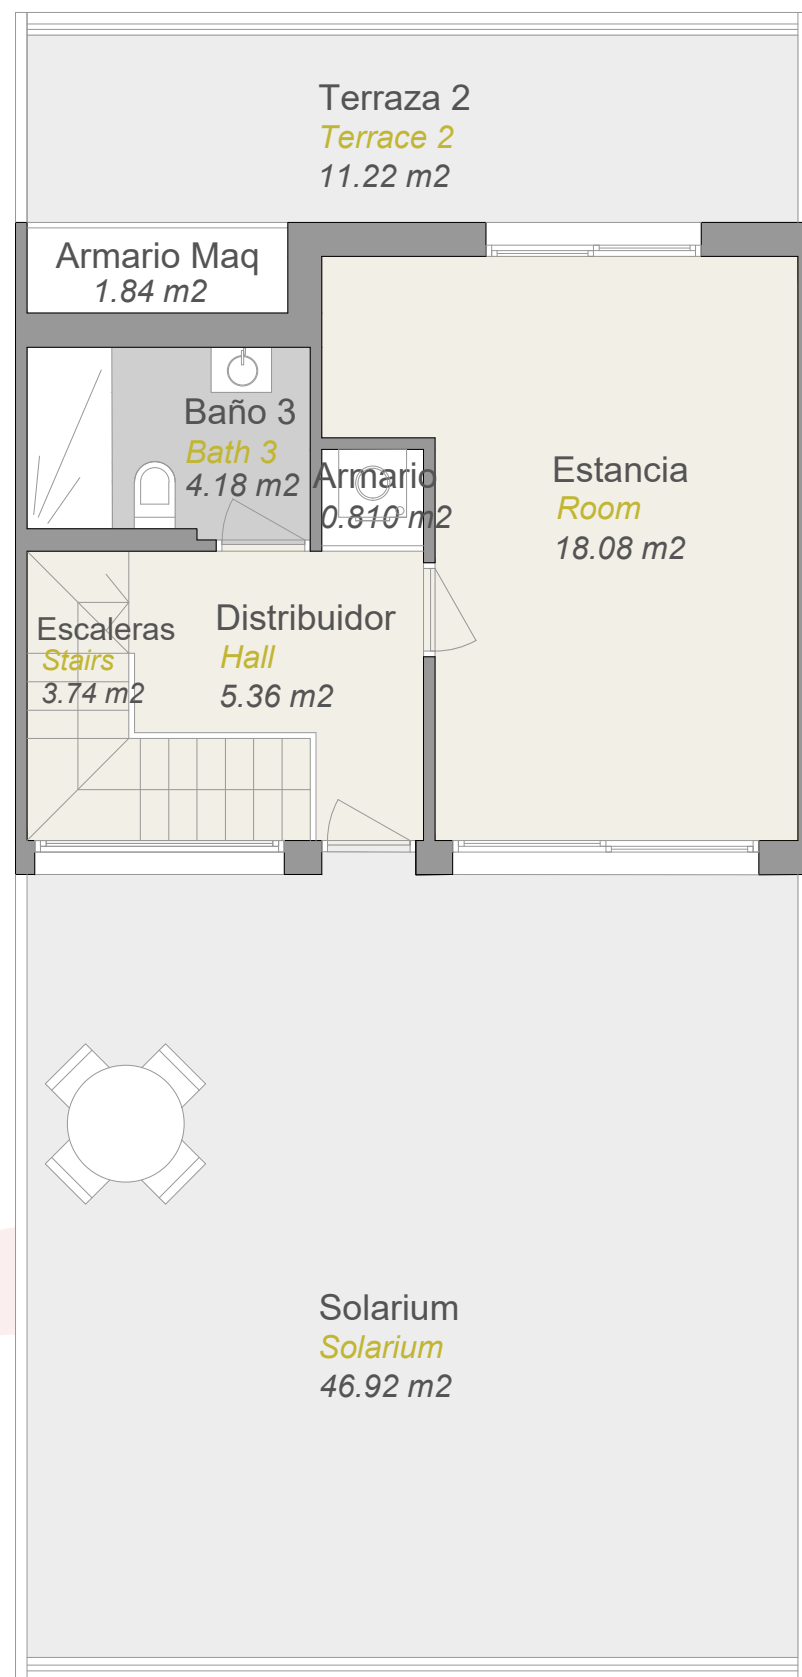 Terraza 2
Terrace 2
11.22 m2
Armario Maq
1.84 m2
Baño 3
Bath 3
4.18 m2
Armario
0.810 m2
Estancia
Room
18.08 m2
Escaleras
Stairs
3.74 m2
Distribuidor
Hall
5.36 m2
Solarium
Solarium
46.92 m2